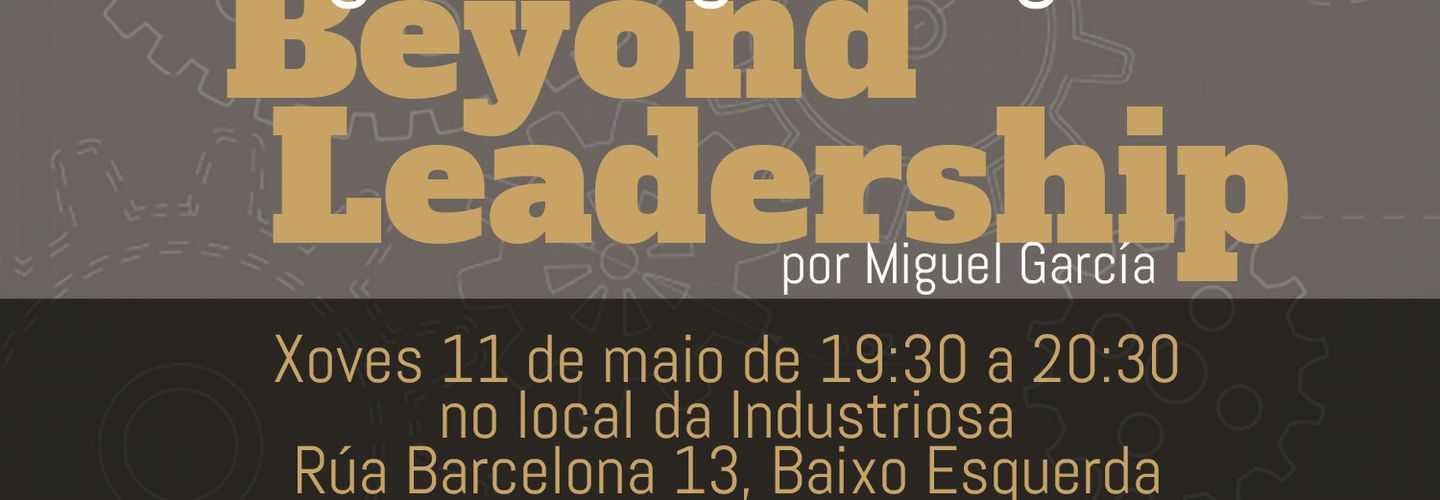 Beyond
Leadership
por Miguel García
Xoves 11 de maio de 19:30 a 20:30
no local da Industriosa
Rúa Barcelona 13, Baixo Esquerda